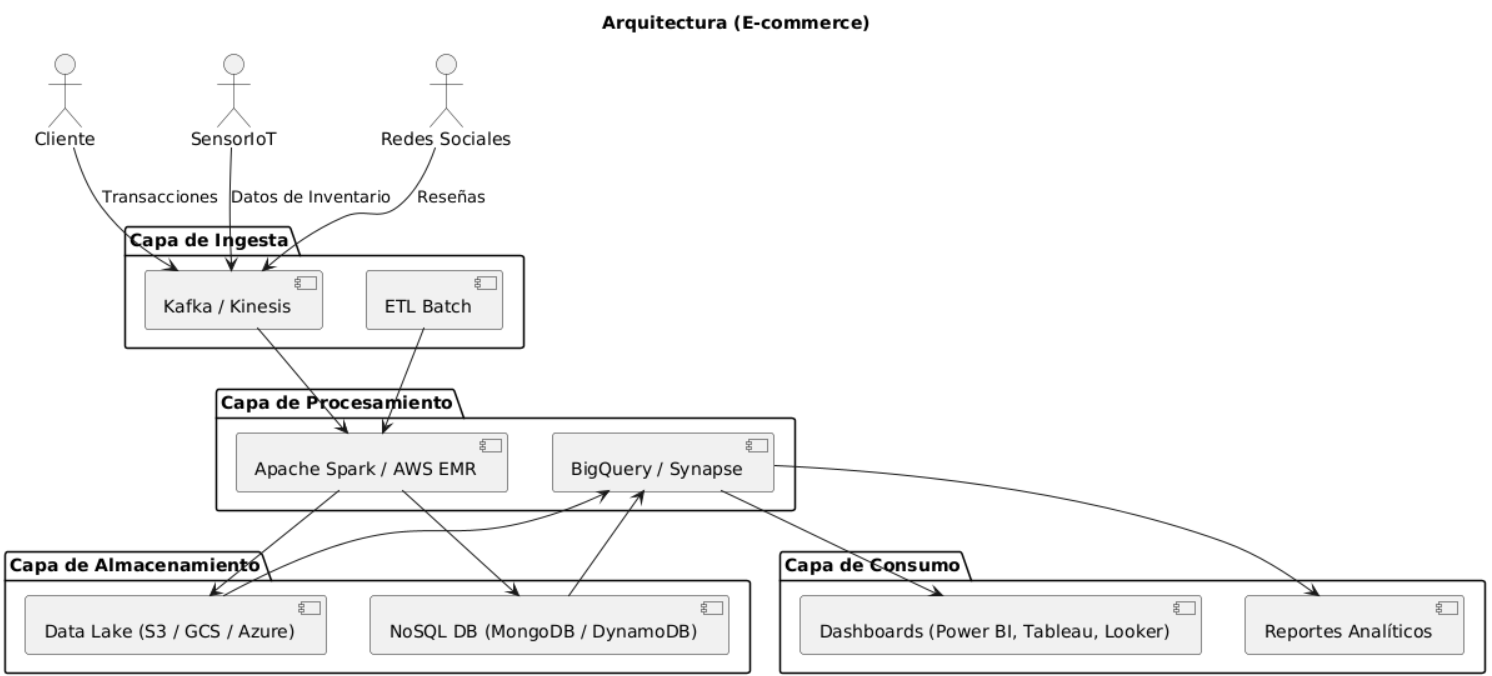 Arquitectura (E-commerce)
Cliente
SensorIoT
Redes Sociales
Transacciones
Datos de Inventario
Reseñas
Capa de Ingesta
Kafka / Kinesis
ETL Batch
Capa de Procesamiento
Apache Spark / AWS EMR
BigQuery / Synapse
Capa de Almacenamiento
Data Lake (S3 / GCS / Azure)
NoSQL DB (MongoDB / DynamoDB)
Capa de Consumo
Dashboards (Power BI, Tableau, Looker)
Reportes Analíticos